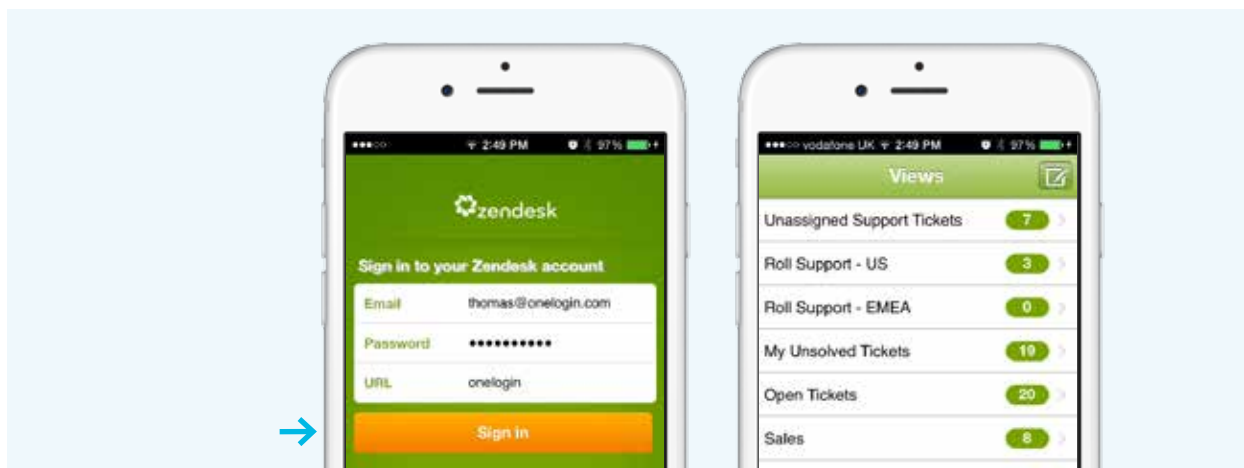 2:49 PM 97%
zendesk
Sign in to your Zendesk account
Email thomas@onelogin.com
Password ••••••••••
URL onelogin
Sign in
vodafone UK 2:49 PM 97%
Views
Unassigned Support Tickets 7
Roll Support - US 3
Roll Support - EMEA 0
My Unsolved Tickets 19
Open Tickets 20
Sales 8